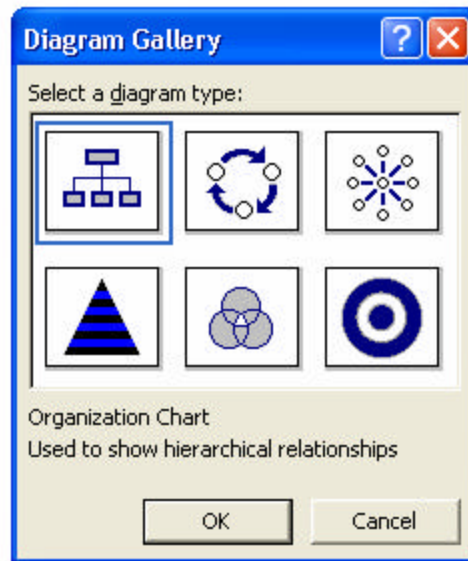 Diagram Gallery
Select a diagram type:
Organization Chart
Used to show hierarchical relationships
OK
Cancel